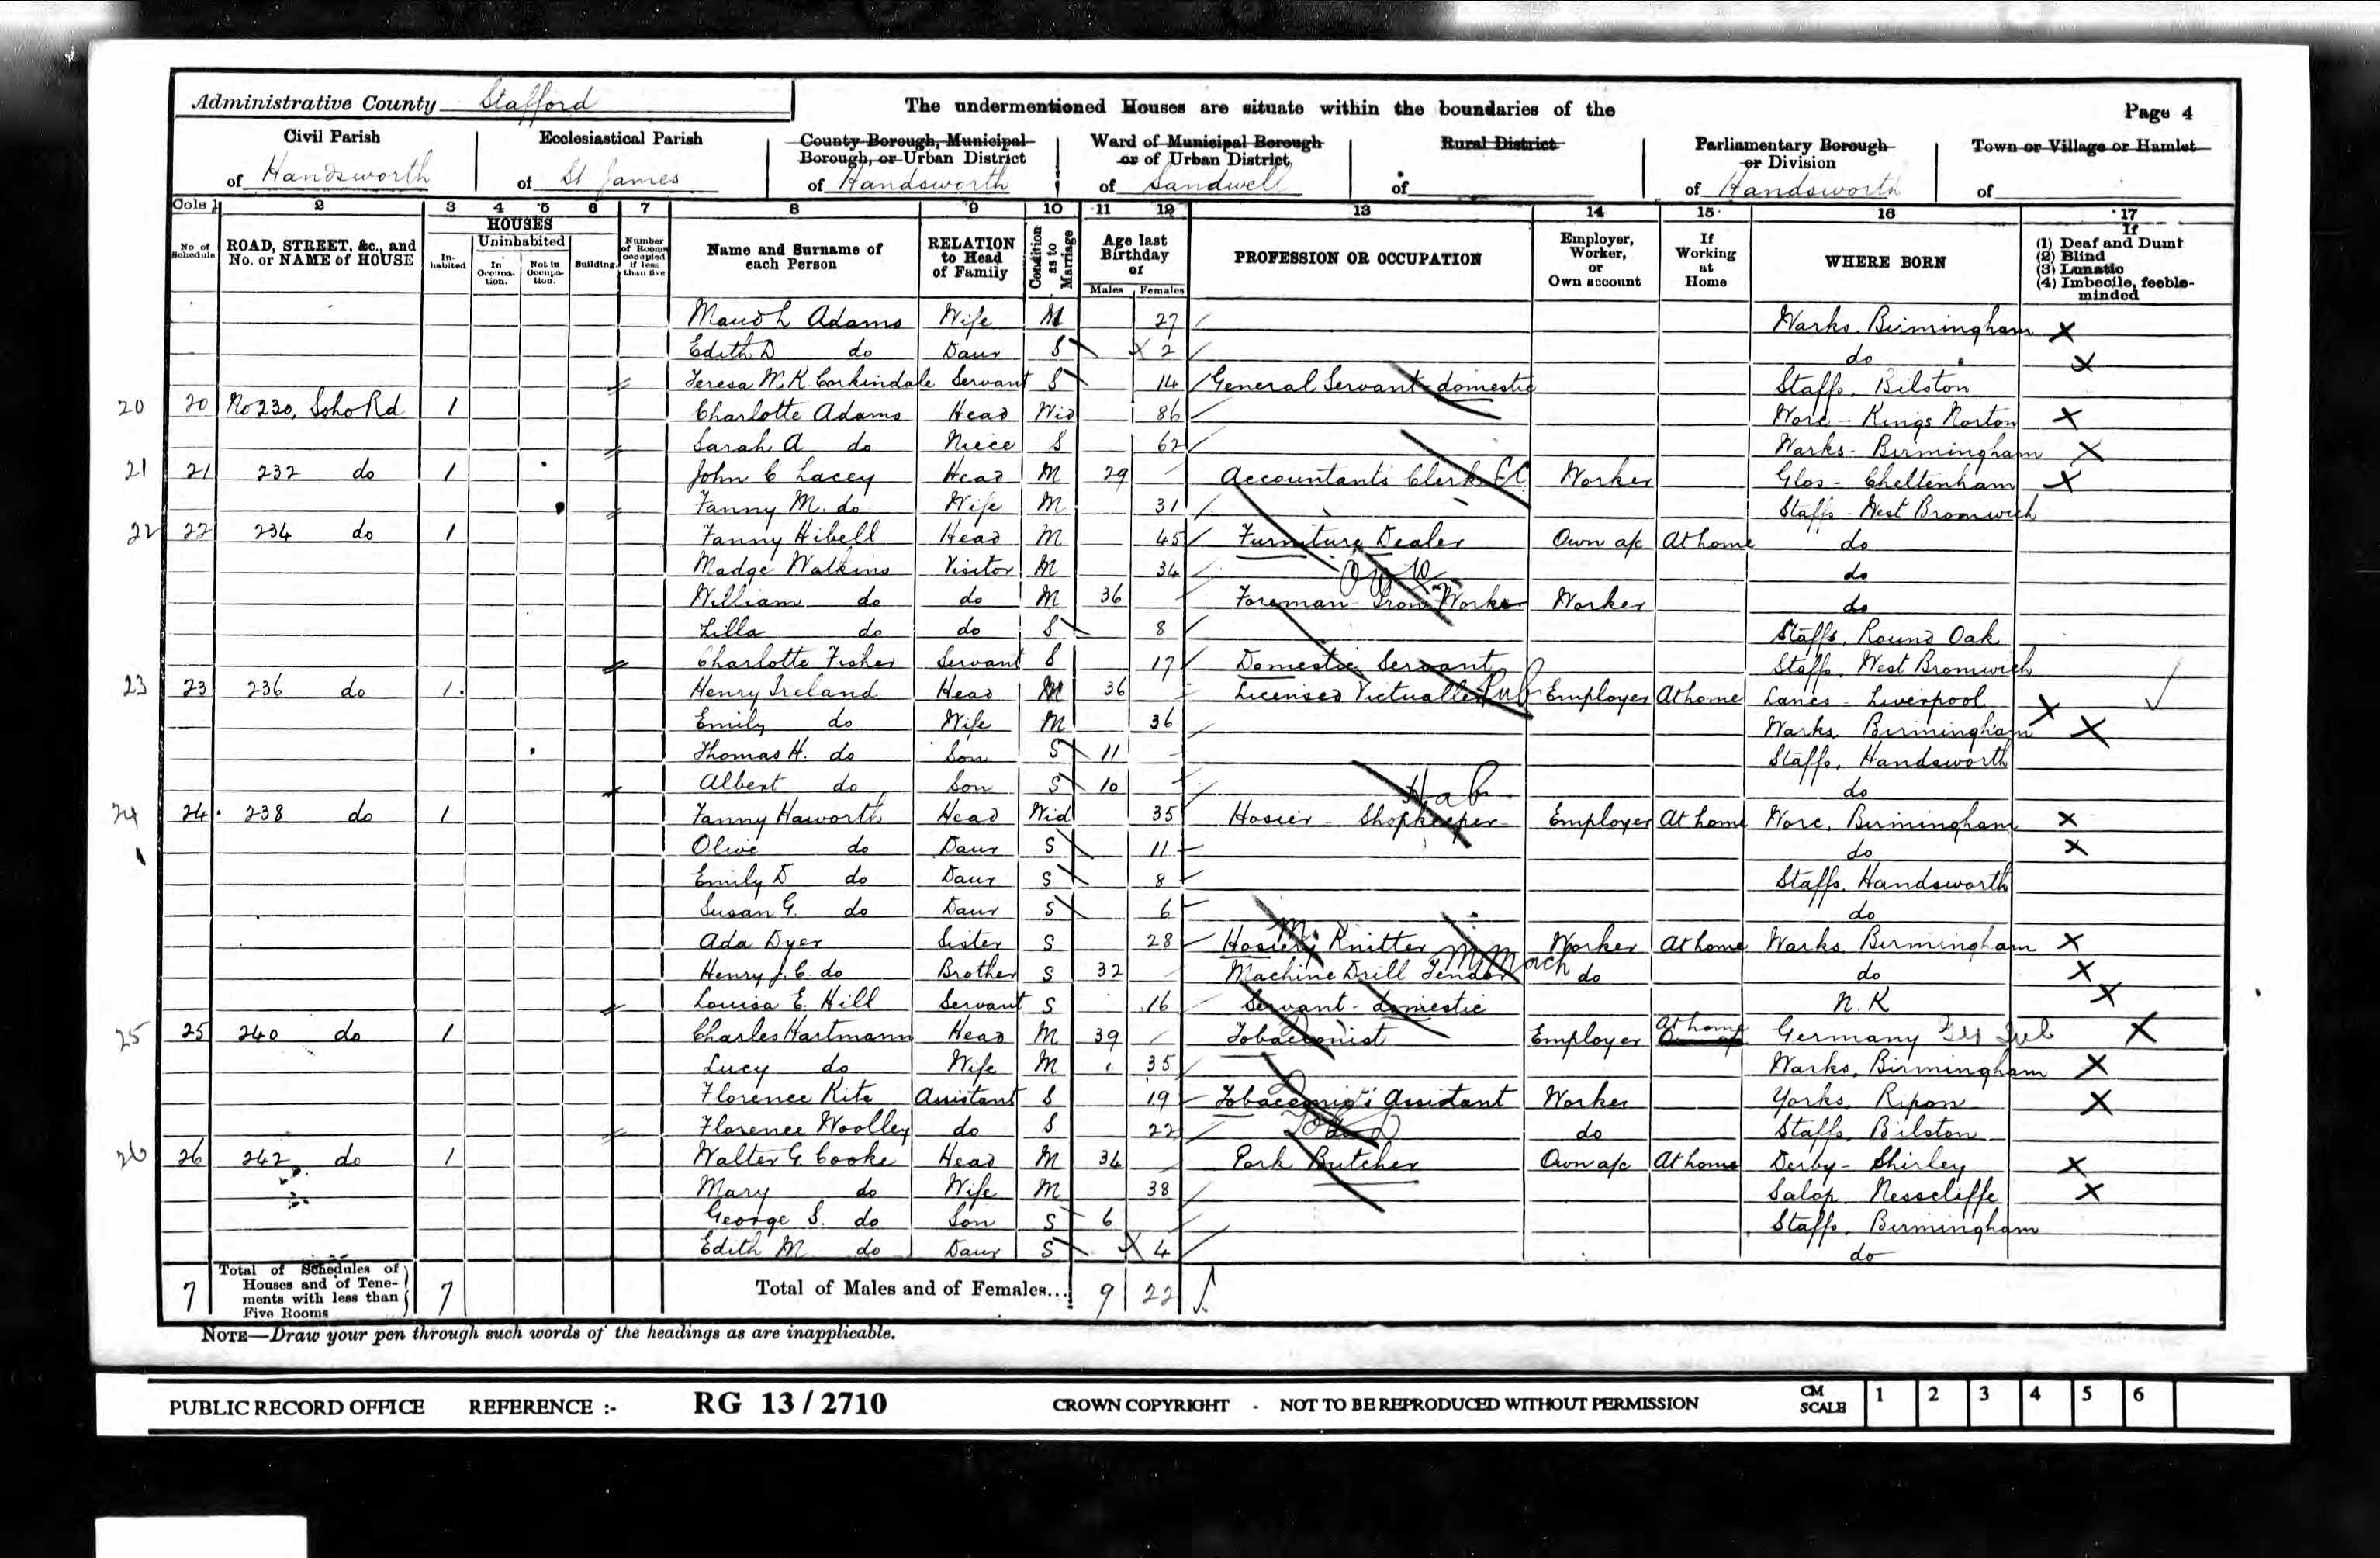 Administrative County Stafford
The undermentioned Houses are situate within the boundaries of the
Page 4
Civil Parish of Handsworth
Ecclesiastical Parish of St James
County Borough, Municipal Borough, or Urban District of Handsworth
Ward of Municipal Borough or of Urban District of Sandwell
Rural District of
Parliamentary Borough or Division of Handsworth
Town or Village or Hamlet of
Cols 1 2 3 4 5 6 7 8 9 10 11 12 13 14 15 16 17
No of Schedule
ROAD, STREET, &c., and No. or NAME of HOUSE
HOUSES
In-habited
Uninhabited
In Occupa-tion.
Not in Occupa-tion.
Building
Number of Rooms occupied if less than five
Name and Surname of each Person
RELATION to Head of Family
Condition as to Marriage
Age last Birthday of
Males Females
PROFESSION OR OCCUPATION
Employer, Worker, or Own account
If Working at Home
WHERE BORN
If
(1) Deaf and Dumb
(2) Blind
(3) Lunatic
(4) Imbecile, feeble-minded
Maud L Adams Wife M 27 Warks. Birmingham X
Edith D do Daur S X 2 do X
Teresa M. K Corkindale Servant S 14 General Servant domestic Staffs. Bilston
20 20 No 230, Soho Rd 1 Charlotte Adams Head Wid 86 Worc - Kings Norton X
Sarah A do Niece S 62 Warks - Birmingham X
21 21 232 do 1 John C Lacey Head M 29 Accountant's Clerk Worker Glos - Cheltenham X
Fanny M. do Wife M 31 Staffs - West Bromwich
22 22 234 do 1 Fanny Hibell Head M 45 Furniture Dealer Own a/c At home do
Madge Watkins Visitor M 34 do
William do do M 36 Foreman - Iron Works Worker do
Lilla do do S 8 Staffs. Round Oak
Charlotte Fisher Servant S 17 Domestic Servant Staffs. West Bromwich
23 23 236 do 1 Henry Ireland Head M 36 Licensed Victualler Pub Employer At home Lancs - Liverpool X
Emily do Wife M 36 Warks. Birmingham X
Thomas H. do Son S 11 Staffs. Handsworth
Albert do Son S 10 do
Hab
24 24 238 do 1 Fanny Haworth Head Wid 35 Hosier - Shopkeeper Employer At home Worc. Birmingham X
Olive do Daur S 11 do X
Emily D do Daur S 8 Staffs. Handsworth
Susan G. do Daur S 6 do
Ada Dyer Sister S 28 Hosiery Knitter Worker At home Warks. Birmingham X
Henry J. C. do Brother S 32 Machine Drill Tender M Mach do do X
Louisa E. Hill Servant S 16 Servant - domestic N. K X
25 25 240 do 1 Charles Hartmann Head M 39 Tobacconist Employer At home Germany X
Lucy do Wife M 35 Warks. Birmingham X
Florence Kite Assistant S 19 Tobacconist's Assistant Worker Yorks. Ripon X
Florence Woolley do S 22 do Staffs. Bilston
26 26 242 do 1 Walter G. Cooke Head M 34 Pork Butcher Own a/c At home Derby - Shirley X
Mary do Wife M 38 Salop. Nesscliffe X
George S. do Son S 6 Staffs. Birmingham
Edith M do Daur S X 4 do
7 Total of Schedules of Houses and of Tene-ments with less than Five Rooms 7 Total of Males and of Females... 9 22
NOTE—Draw your pen through such words of the headings as are inapplicable.
PUBLIC RECORD OFFICE REFERENCE :- RG 13/2710 CROWN COPYRIGHT - NOT TO BE REPRODUCED WITHOUT PERMISSION CM SCALE 1 2 3 4 5 6